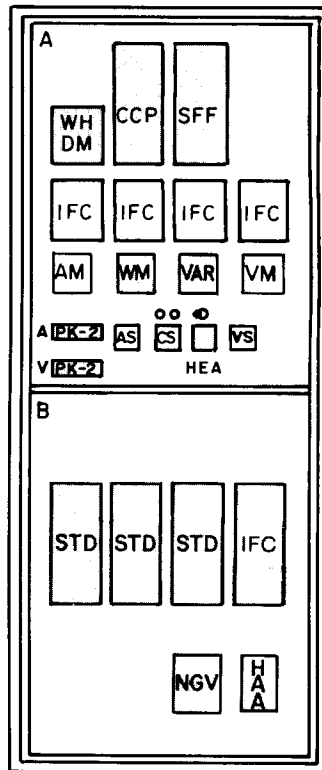 A
CCP SFF
WH
DM
IFC IFC IFC IFC
AM WM VAR VM
A PK-2 AS CS VS
V PK-2 HEA
B
STD STD STD IFC
NGV
H
A
A